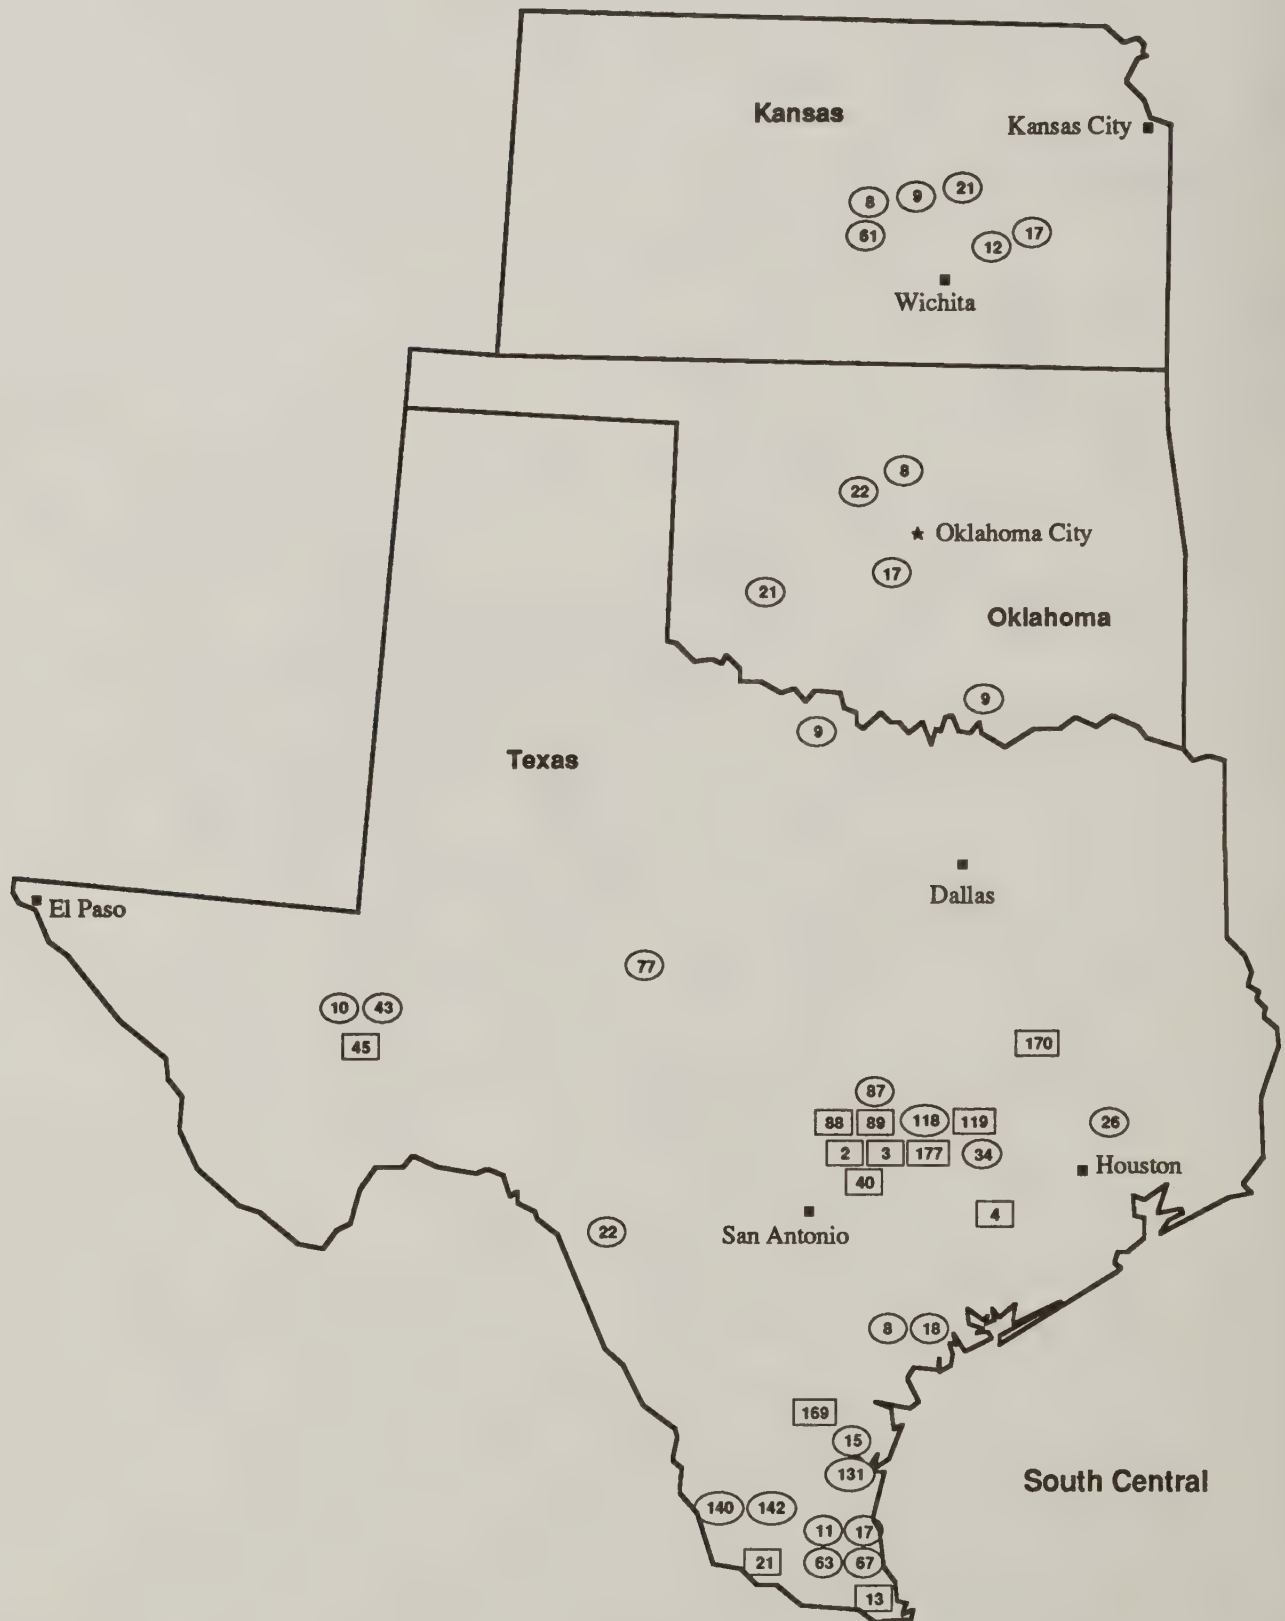 Kansas
Kansas City
8 9 21
61 12 17
Wichita
8
22
Oklahoma City
17
21
Oklahoma
9
9
Texas
Dallas
El Paso
77
10 43
45
170
87
88 89 118 119 26
2 3 177 34
Houston
40
San Antonio
4
22
8 18
169
15
131
South Central
140 142
11 17
21 63 67
13